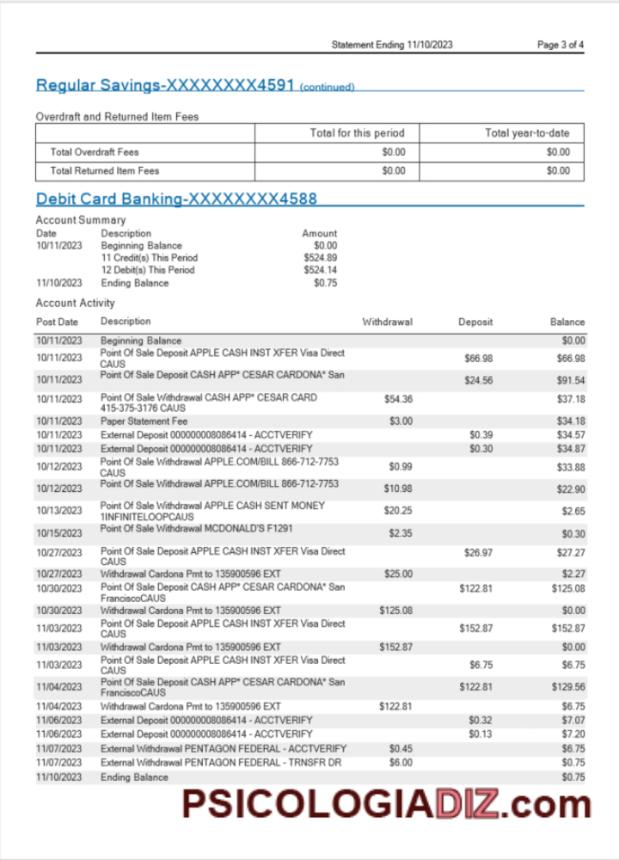 Statement Ending 11/10/2023 Page 3 of 4
Regular Savings-XXXXXXXX4591 (continued)
Overdraft and Returned Item Fees
Total for this period Total year-to-date
Total Overdraft Fees $0.00 $0.00
Total Returned Item Fees $0.00 $0.00
Debit Card Banking-XXXXXXXX4588
Account Summary
Date Description Amount
10/11/2023 Beginning Balance $0.00
11 Credit(s) This Period $524.89
12 Debit(s) This Period $524.14
11/10/2023 Ending Balance $0.75
Account Activity
Post Date Description Withdrawal Deposit Balance
10/11/2023 Beginning Balance $0.00
10/11/2023 Point Of Sale Deposit APPLE CASH INST XFER Visa Direct $66.98 $66.98
CAUS
10/11/2023 Point Of Sale Deposit CASH APP* CESAR CARDONA* San $24.56 $91.54
10/11/2023 Point Of Sale Withdrawal CASH APP* CESAR CARD $54.36 $37.18
415-375-3176 CAUS
10/11/2023 Paper Statement Fee $3.00 $34.18
10/11/2023 External Deposit 000000008086414 - ACCTVERIFY $0.39 $34.57
10/11/2023 External Deposit 000000008086414 - ACCTVERIFY $0.30 $34.87
10/12/2023 Point Of Sale Withdrawal APPLE.COM/BILL 866-712-7753 $0.99 $33.88
CAUS
10/12/2023 Point Of Sale Withdrawal APPLE.COM/BILL 866-712-7753 $10.98 $22.90
10/13/2023 Point Of Sale Withdrawal APPLE CASH SENT MONEY $20.25 $2.65
1INFINITELOOPCAUS
10/15/2023 Point Of Sale Withdrawal MCDONALD'S F1291 $2.35 $0.30
10/27/2023 Point Of Sale Deposit APPLE CASH INST XFER Visa Direct $26.97 $27.27
CAUS
10/27/2023 Withdrawal Cardona Pmt to 135900596 EXT $25.00 $2.27
10/30/2023 Point Of Sale Deposit CASH APP* CESAR CARDONA* San $122.81 $125.08
FranciscoCAUS
10/30/2023 Withdrawal Cardona Pmt to 135900596 EXT $125.08 $0.00
11/03/2023 Point Of Sale Deposit APPLE CASH INST XFER Visa Direct $152.87 $152.87
CAUS
11/03/2023 Withdrawal Cardona Pmt to 135900596 EXT $152.87 $0.00
11/03/2023 Point Of Sale Deposit APPLE CASH INST XFER Visa Direct $6.75 $6.75
CAUS
11/04/2023 Point Of Sale Deposit CASH APP* CESAR CARDONA* San $122.81 $129.56
FranciscoCAUS
11/04/2023 Withdrawal Cardona Pmt to 135900596 EXT $122.81 $6.75
11/06/2023 External Deposit 000000008086414 - ACCTVERIFY $0.32 $7.07
11/06/2023 External Deposit 000000008086414 - ACCTVERIFY $0.13 $7.20
11/07/2023 External Withdrawal PENTAGON FEDERAL - ACCTVERIFY $0.45 $6.75
11/07/2023 External Withdrawal PENTAGON FEDERAL - TRNSFR DR $6.00 $0.75
11/10/2023 Ending Balance $0.75
PSICOLOGIADIZ.com